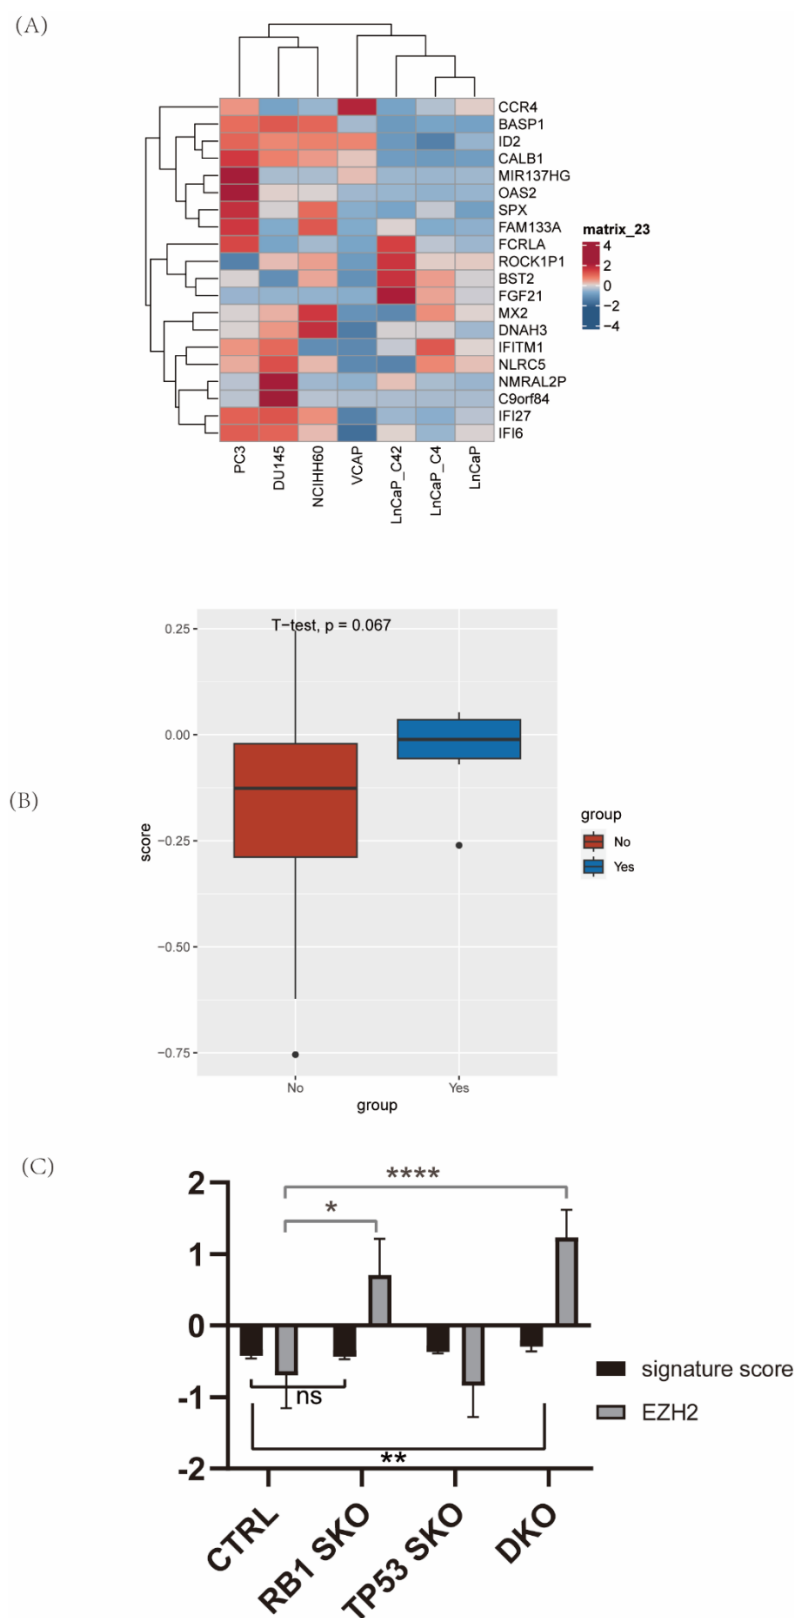 (A)
CCR4
BASP1
ID2
CALB1
MIR137HG
OAS2
SPX
FAM133A
FCRLA
ROCK1P1
BST2
FGF21
MX2
DNAH3
IFITM1
NLRC5
NMRAL2P
C9orf84
IFI27
IFI6
matrix_23
4
2
0
−2
−4
PC3
DU145
NCIHH60
VCAP
LnCaP_C42
LnCaP_C4
LnCaP
(B)
T−test, p = 0.067
0.25
0.00
−0.25
−0.50
−0.75
score
No
Yes
group
group
No
Yes
(C)
2
1
0
-1
-2
****
*
ns
**
signature score
EZH2
CTRL
RB1 SKO
TP53 SKO
DKO